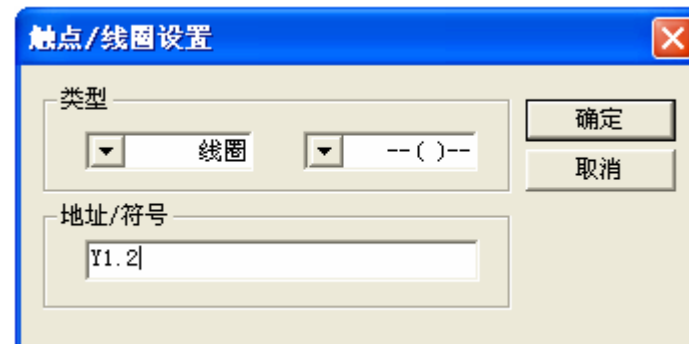 触点/线圈设置
类型
线圈
--( )--
确定
取消
地址/符号
Y1.2